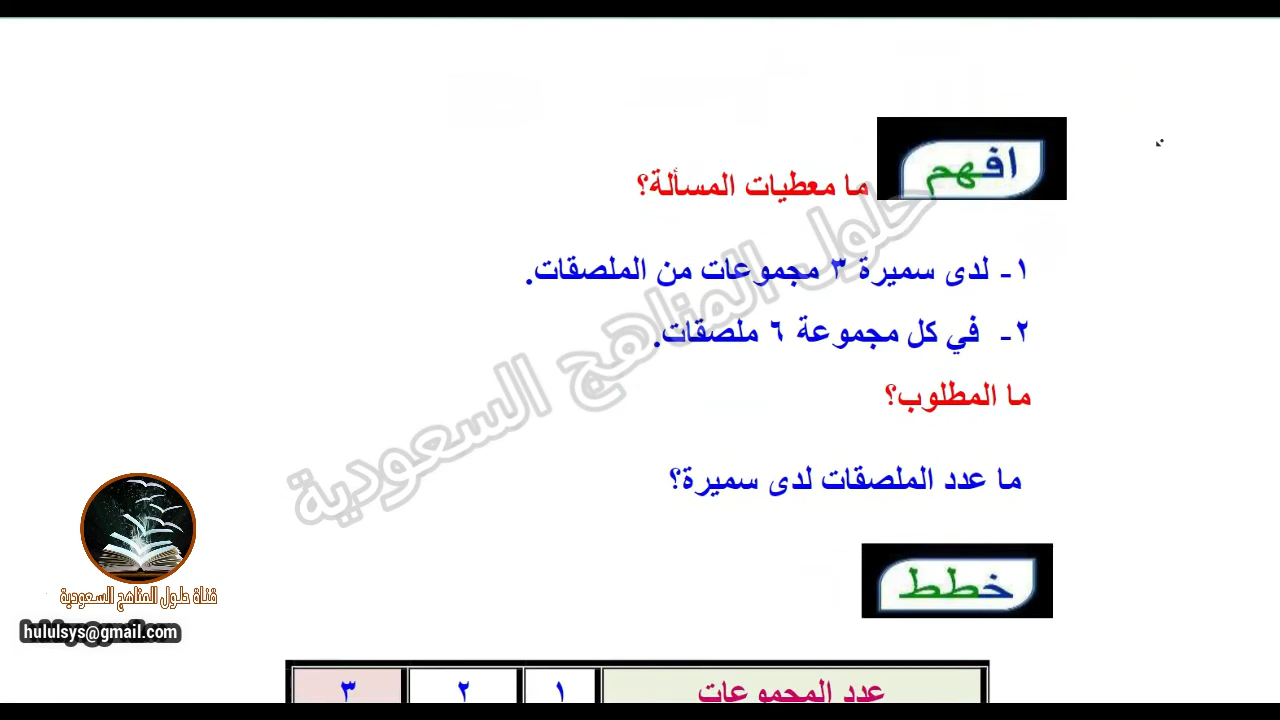 افهم
ما معطيات المسألة؟
١- لدى سميرة ٣ مجموعات من الملصقات.
٢- في كل مجموعة ٦ ملصقات.
ما المطلوب؟
ما عدد الملصقات لدى سميرة؟
خطط
عدد المجموعات ١ ٢ ٣
حلول المناهج السعودية
قناة حلول المناهج السعودية
hululsys@gmail.com